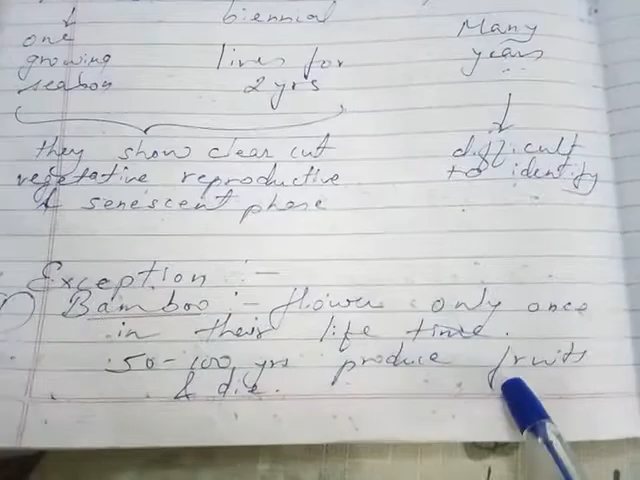 biennial
one
growing
season
lives for
2 yrs
Many
years
they show clear cut
vegetative reproductive
& senescent phase
difficult
to identify
Exception :-
Bamboo :- flower only once
in their life time.
50-100 yrs produce fruits
& die.